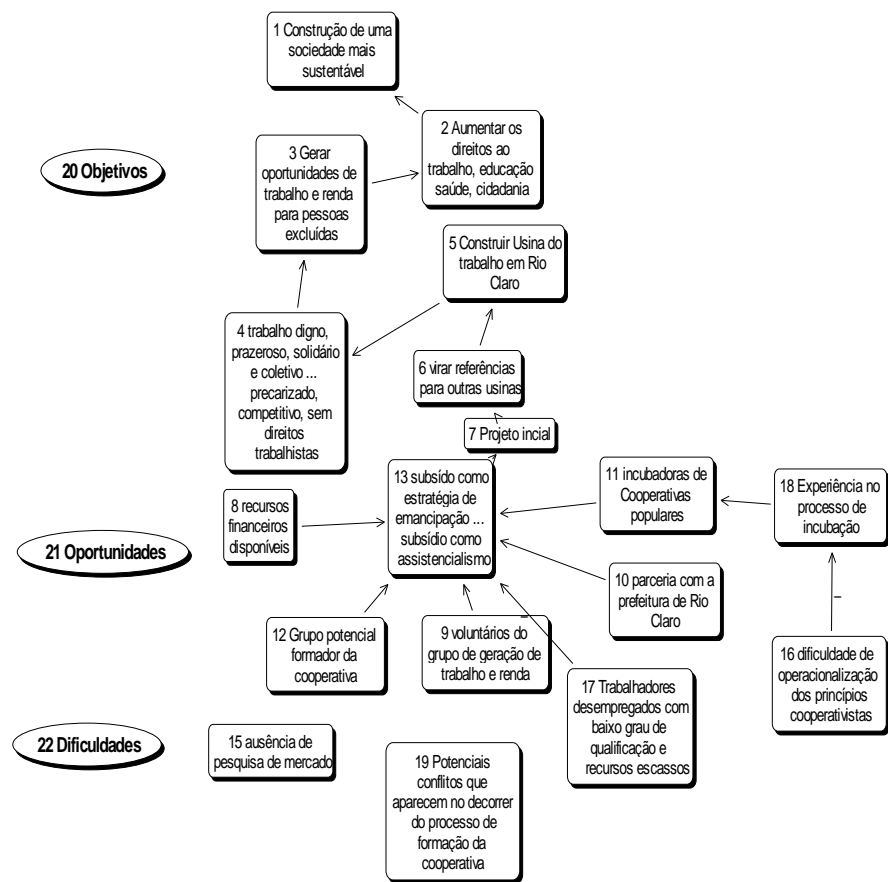 1 Construção de uma
sociedade mais
sustentável
2 Aumentar os
direitos ao
trabalho, educação
saúde, cidadania
3 Gerar
oportunidades de
trabalho e renda
para pessoas
excluídas
20 Objetivos
5 Construir Usina do
trabalho em Rio
Claro
4 trabalho digno,
prazeroso, solidário
e coletivo ...
precarizado,
competitivo, sem
direitos
trabalhistas
6 virar referências
para outras usinas
7 Projeto incial
13 subsído como
estratégia de
emancipação ...
subsídio como
assistencialismo
11 incubadoras de
Cooperativas
populares
18 Experiência no
processo de
incubação
8 recursos
financeiros
disponíveis
21 Oportunidades
10 parceria com a
prefeitura de Rio
Claro
12 Grupo potencial
formador da
cooperativa
9 voluntários do
grupo de geração de
trabalho e renda
–
–
16 dificuldade de
operacionalização
dos princípios
cooperativistas
17 Trabalhadores
desempregados com
baixo grau de
qualificação e
recursos escassos
22 Dificuldades
15 ausência de
pesquisa de mercado
19 Potenciais
conflitos que
aparecem no decorrer
do processo de
formação da
cooperativa